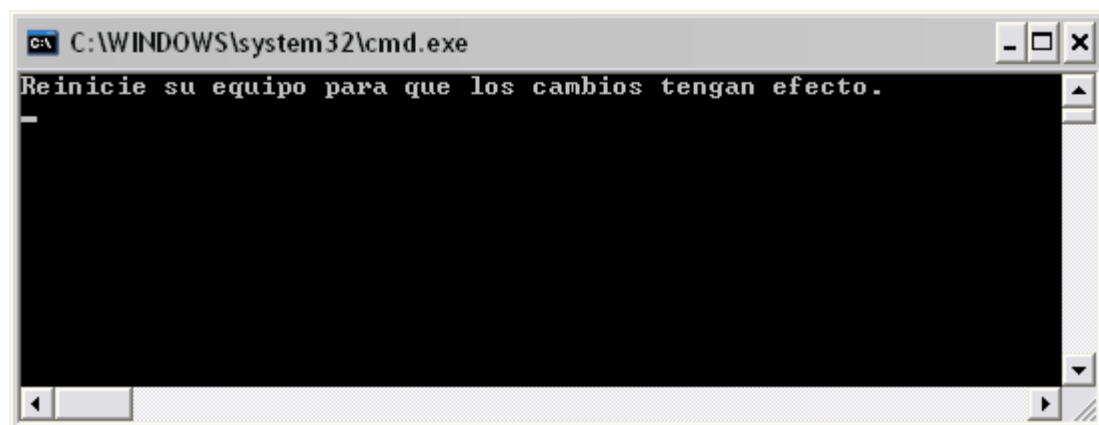 C:\WINDOWS\system32\cmd.exe
Reinicie su equipo para que los cambios tengan efecto.